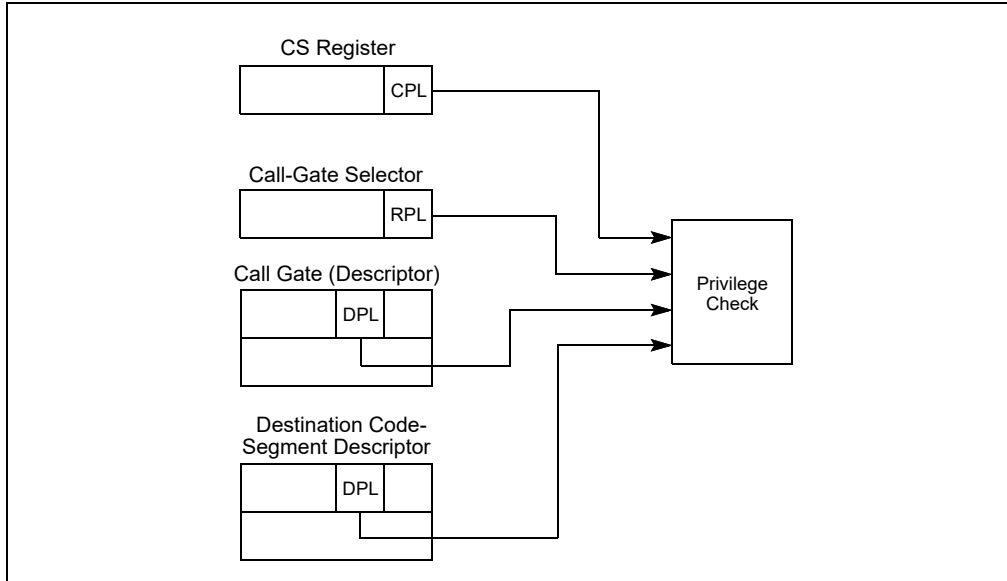 CS Register
CPL
Call-Gate Selector
RPL
Call Gate (Descriptor)
DPL
Privilege
Check
Destination Code-
Segment Descriptor
DPL